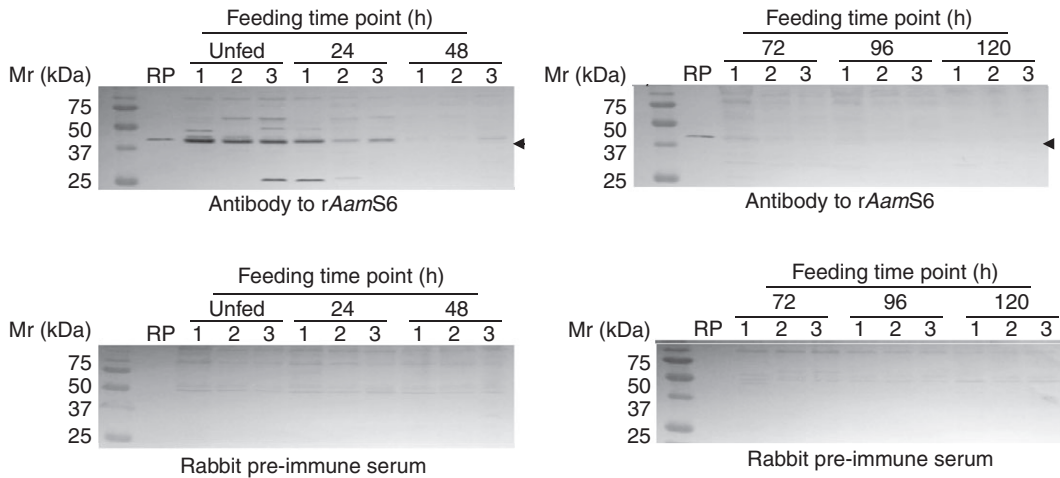 Feeding time point (h)
Unfed 24 48
Mr (kDa) RP 1 2 3 1 2 3 1 2 3
75
50
37
25
Antibody to rAamS6
Feeding time point (h)
72 96 120
Mr (kDa) RP 1 2 3 1 2 3 1 2 3
75
50
37
25
Antibody to rAamS6
Feeding time point (h)
Unfed 24 48
Mr (kDa) RP 1 2 3 1 2 3 1 2 3
75
50
37
25
Rabbit pre-immune serum
Feeding time point (h)
72 96 120
Mr (kDa) RP 1 2 3 1 2 3 1 2 3
75
50
37
25
Rabbit pre-immune serum